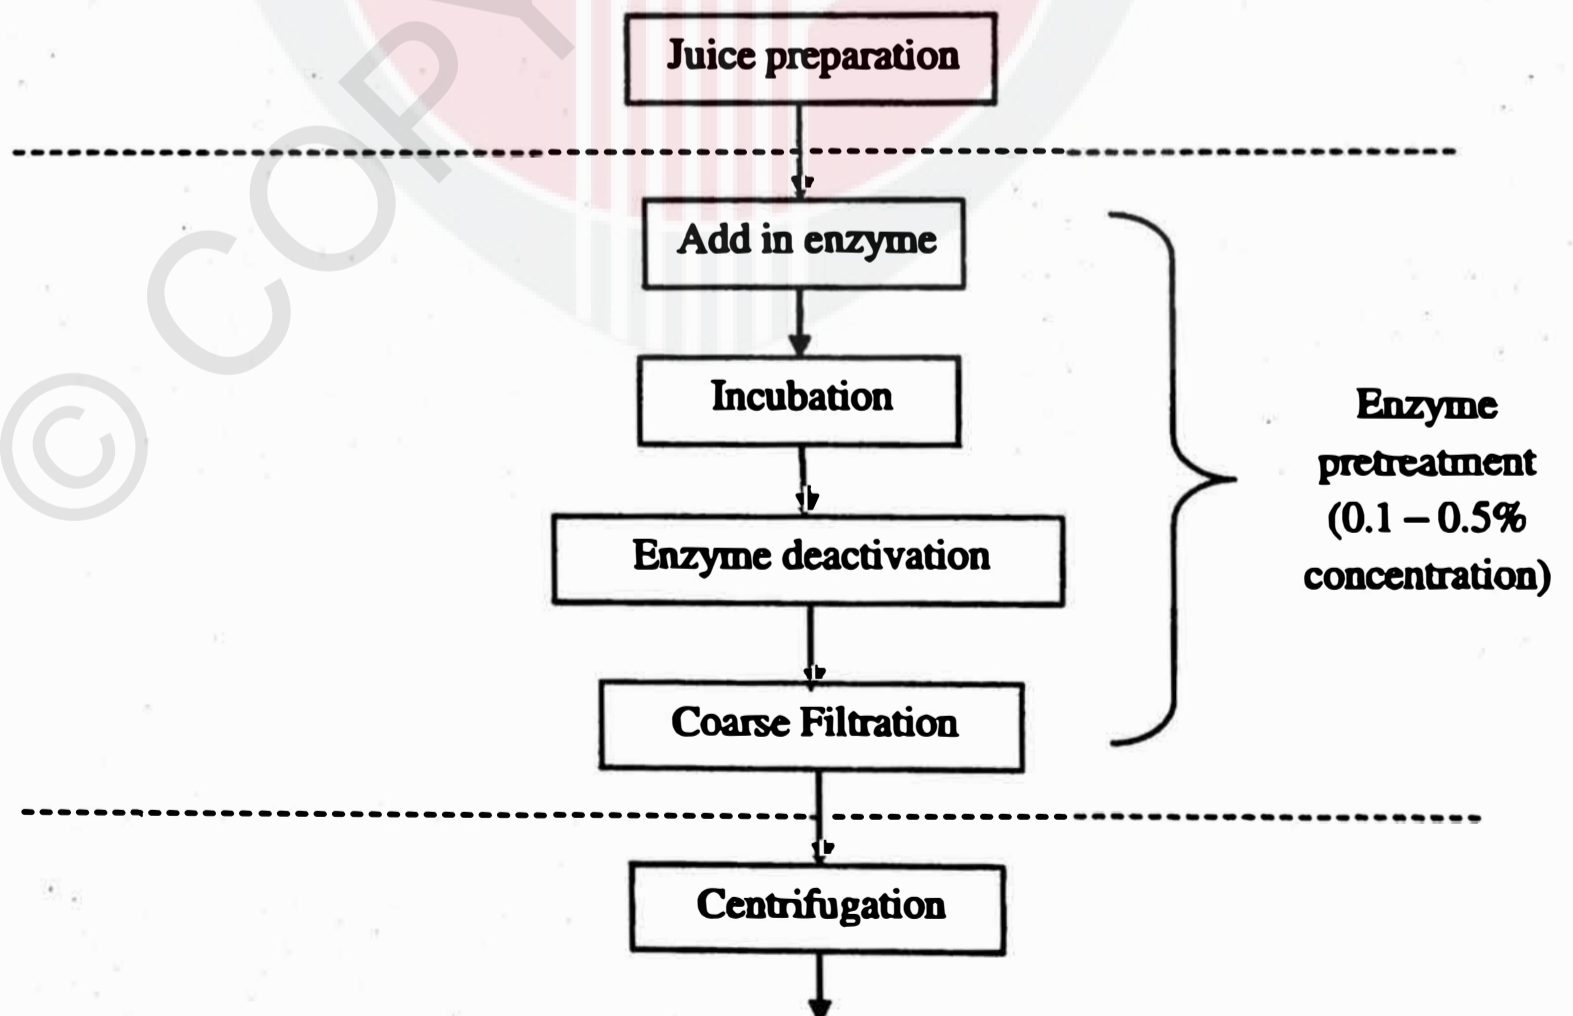 Juice preparation
Add in enzyme
Incubation
Enzyme deactivation
Coarse Filtration
Enzyme
pretreatment
(0.1 – 0.5%
concentration)
Centrifugation
© COPY